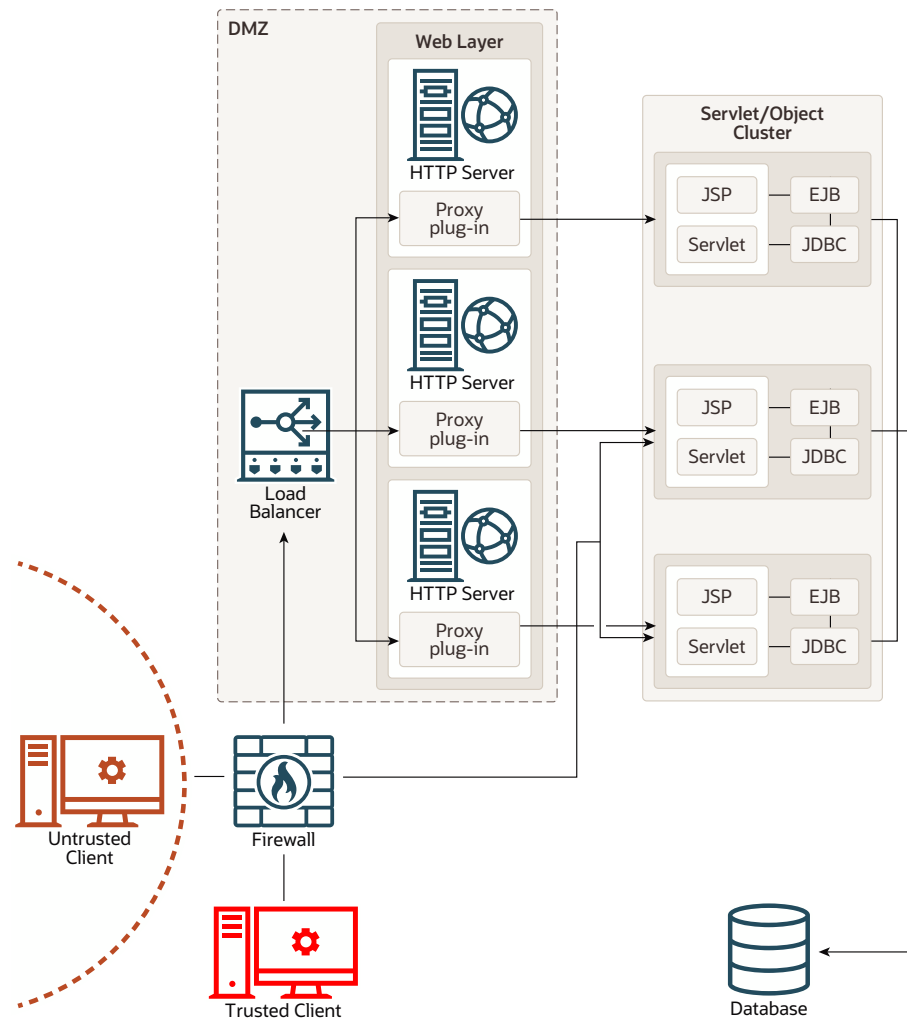 DMZ
Web Layer
HTTP Server
Proxy
plug-in
HTTP Server
Proxy
plug-in
HTTP Server
Proxy
plug-in
Load
Balancer
Servlet/Object
Cluster
JSP
EJB
Servlet
JDBC
JSP
EJB
Servlet
JDBC
JSP
EJB
Servlet
JDBC
Untrusted
Client
Firewall
Trusted Client
Database